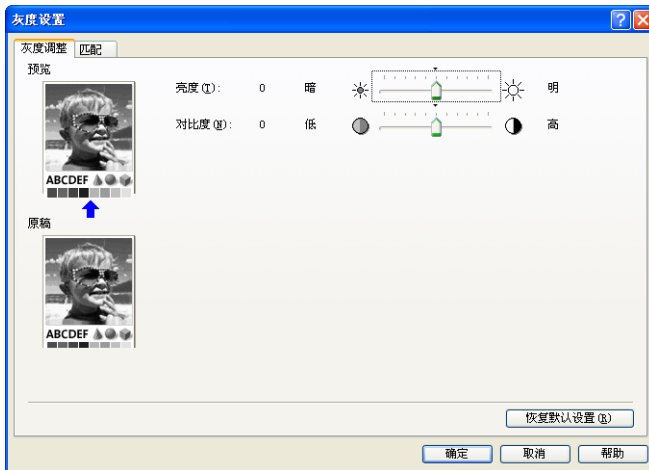 灰度设置
灰度调整 匹配
预览
亮度(T): 0 暗 明
对比度(N): 0 低 高
ABCDEF
原稿
ABCDEF
恢复默认设置(R)
确定 取消 帮助